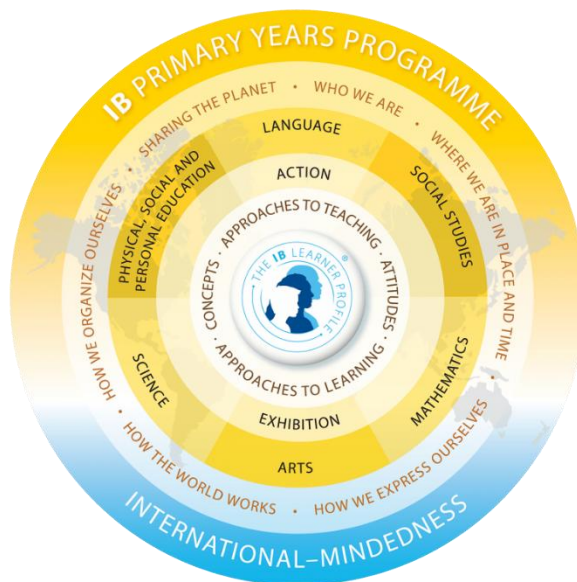 IB PRIMARY YEARS PROGRAMME
SHARING THE PLANET • WHO WE ARE • WHERE WE ARE IN PLACE AND TIME • HOW WE EXPRESS OURSELVES • HOW THE WORLD WORKS • HOW WE ORGANIZE OURSELVES •
LANGUAGE
SOCIAL STUDIES
MATHEMATICS
ARTS
SCIENCE
PHYSICAL, SOCIAL AND
PERSONAL EDUCATION
ACTION
EXHIBITION
APPROACHES TO TEACHING • ATTITUDES • APPROACHES TO LEARNING • CONCEPTS •
THE IB LEARNER PROFILE
®
INTERNATIONAL–MINDEDNESS